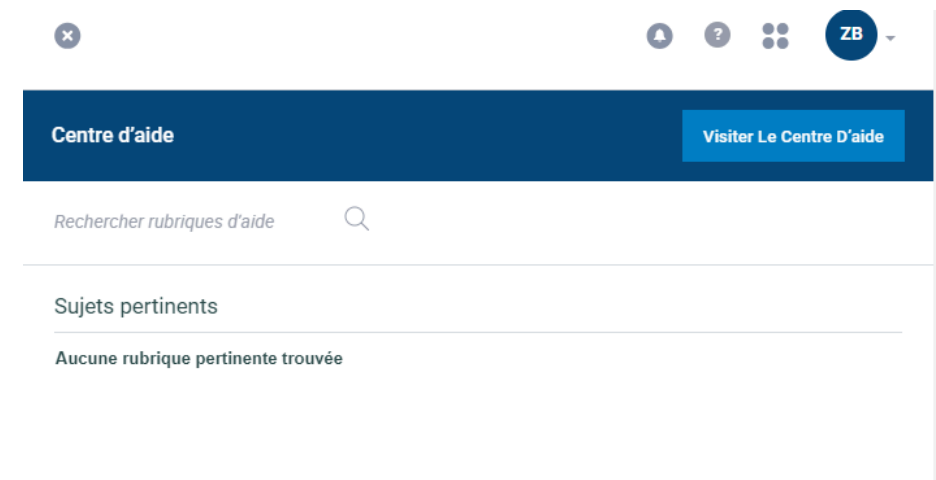 ZB
Centre d’aide
Visiter Le Centre D’aide
Rechercher rubriques d'aide
Sujets pertinents
Aucune rubrique pertinente trouvée